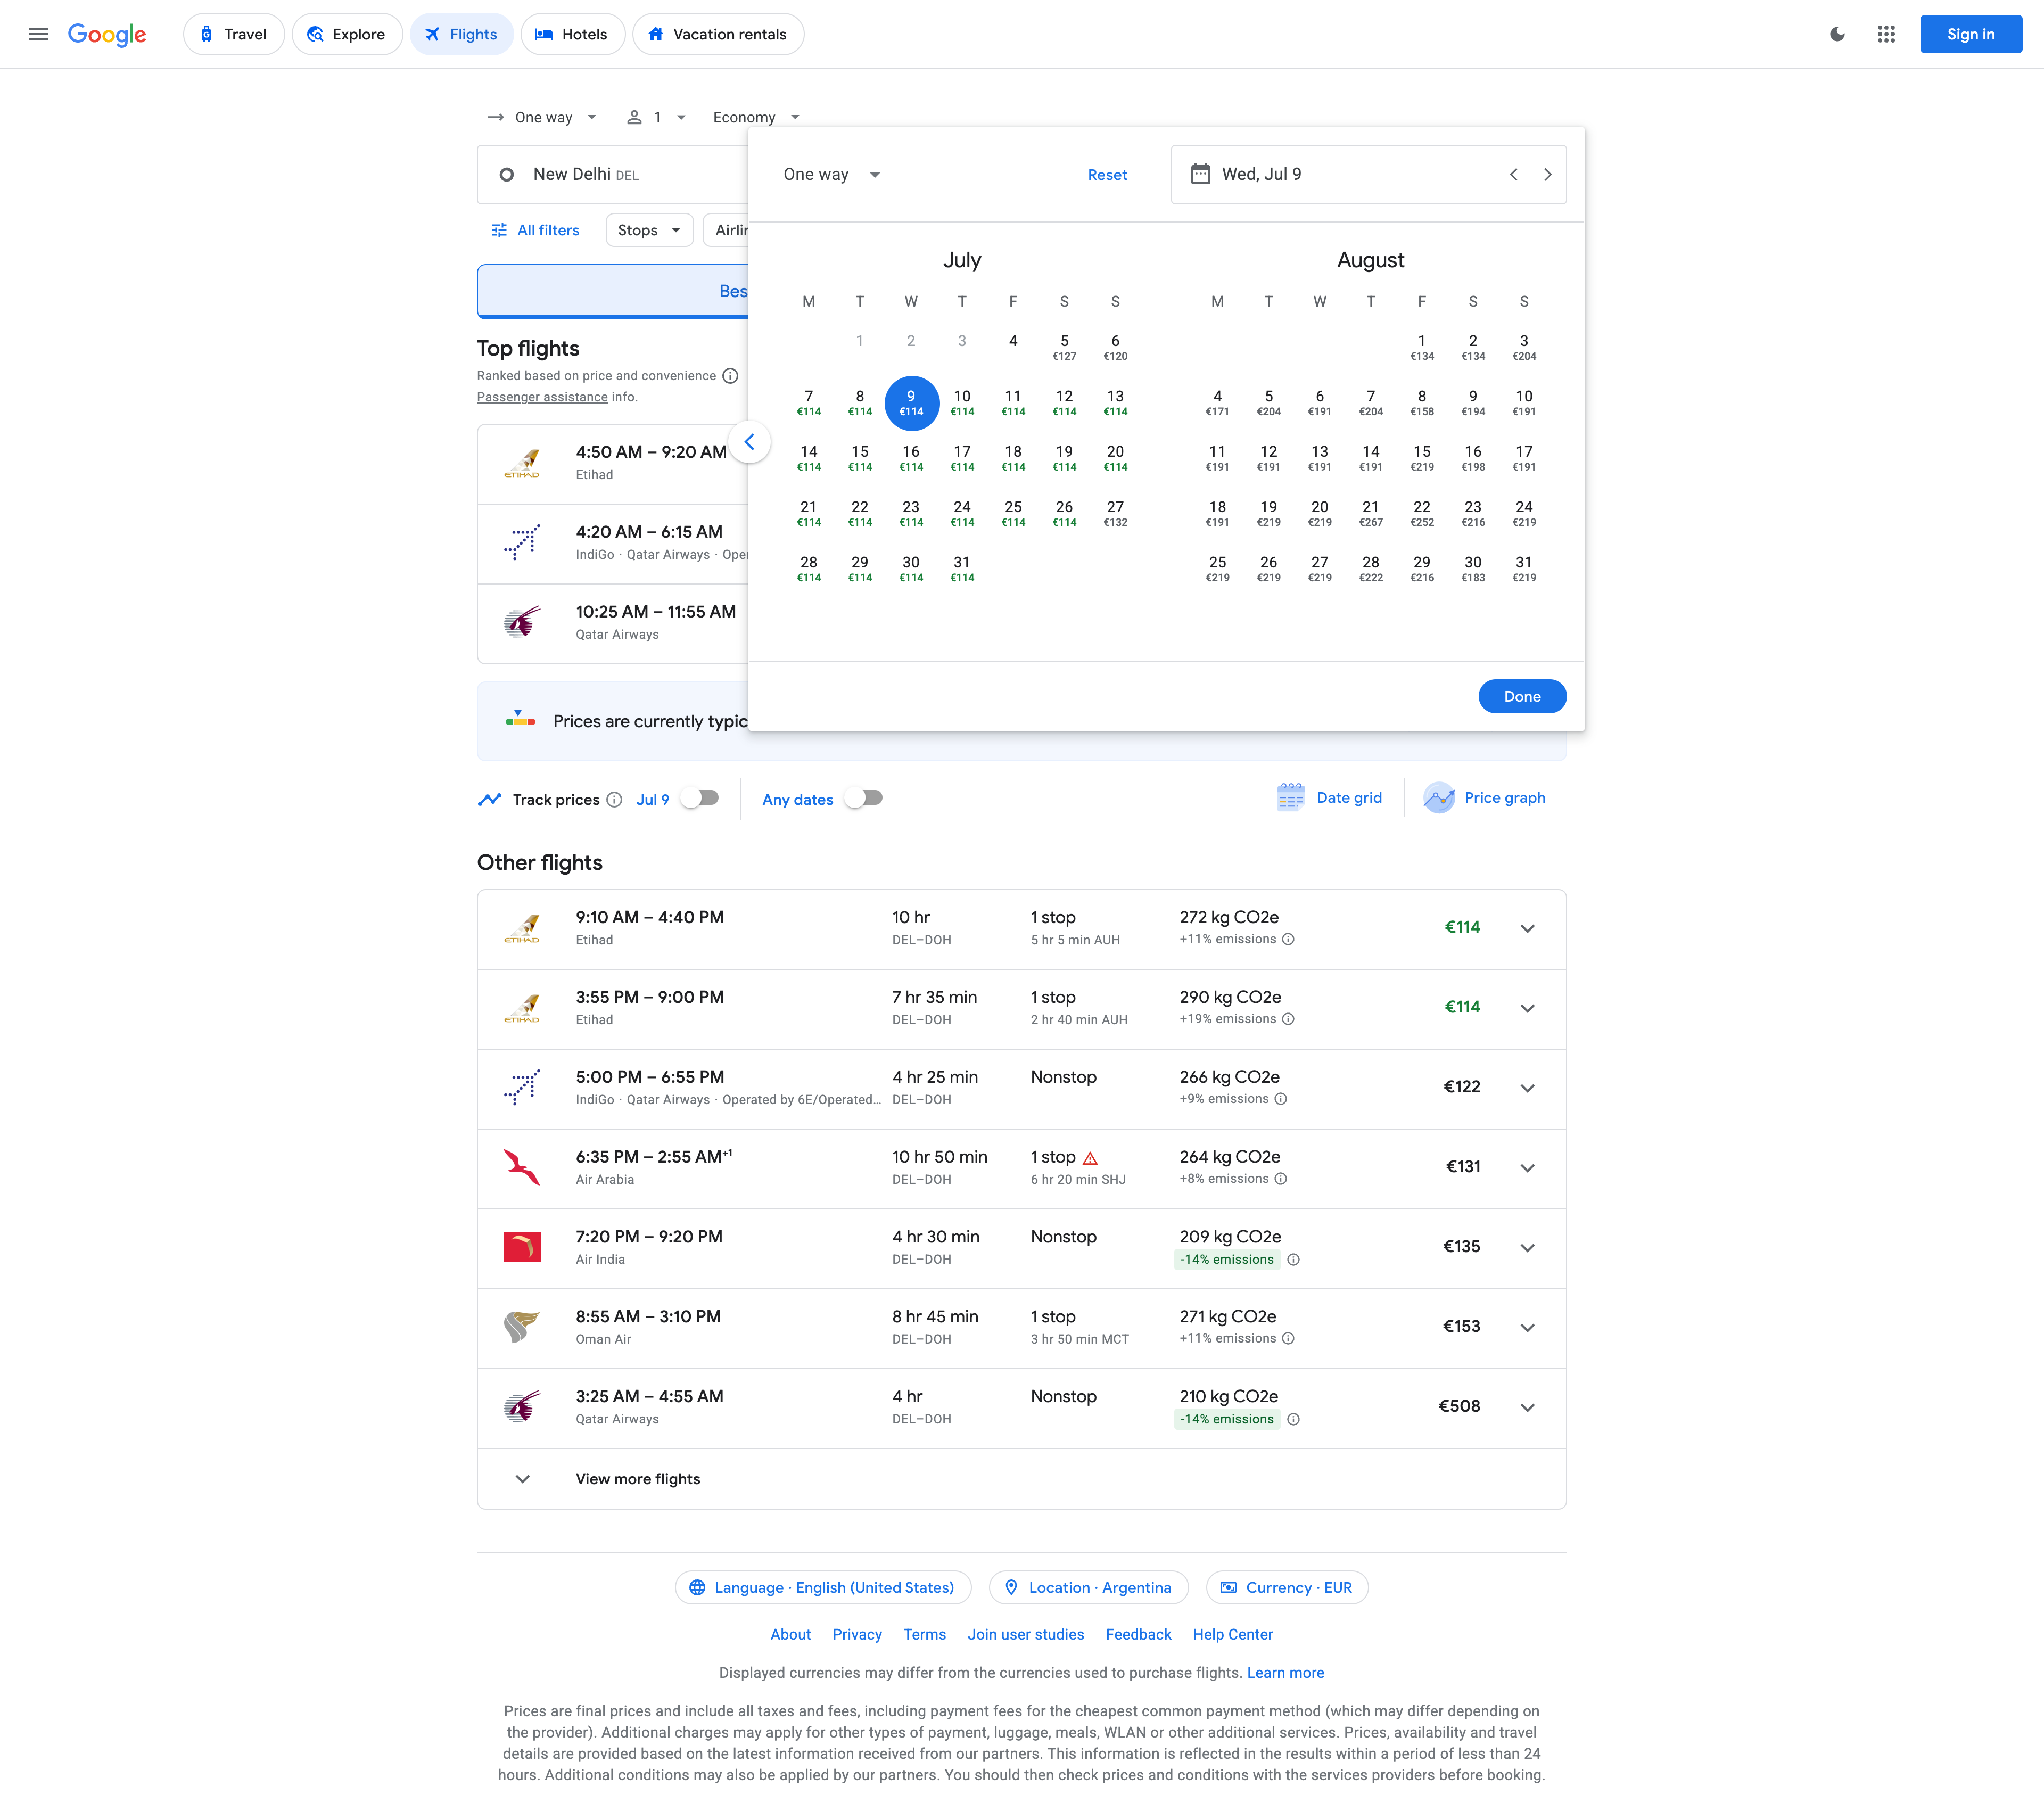 Google
Travel
Explore
Flights
Hotels
Vacation rentals
Sign in
One way
1
Economy
New Delhi DEL
One way
Reset
Wed, Jul 9
All filters
Stops
Airlin
Bes
July
M T W T F S S
1 2 3 4 5 6
€127 €120
7 8 9 10 11 12 13
€114 €114 €114 €114 €114 €114 €114
14 15 16 17 18 19 20
€114 €114 €114 €114 €114 €114 €114
21 22 23 24 25 26 27
€114 €114 €114 €114 €114 €114 €132
28 29 30 31
€114 €114 €114 €114
August
M T W T F S S
1 2 3
€134 €134 €204
4 5 6 7 8 9 10
€171 €204 €191 €204 €158 €194 €191
11 12 13 14 15 16 17
€191 €191 €191 €191 €219 €198 €191
18 19 20 21 22 23 24
€191 €219 €219 €267 €252 €216 €219
25 26 27 28 29 30 31
€219 €219 €219 €222 €216 €183 €219
Done
Top flights
Ranked based on price and convenience
Passenger assistance info.
4:50 AM – 9:20 AM
ETIHAD
Etihad
4:20 AM – 6:15 AM
IndiGo · Qatar Airways · Oper
10:25 AM – 11:55 AM
Qatar Airways
Prices are currently typic
Track prices
Jul 9
Any dates
Date grid
Price graph
Other flights
9:10 AM – 4:40 PM 10 hr 1 stop 272 kg CO2e €114
ETIHAD
Etihad DEL–DOH 5 hr 5 min AUH +11% emissions
3:55 PM – 9:00 PM 7 hr 35 min 1 stop 290 kg CO2e €114
ETIHAD
Etihad DEL–DOH 2 hr 40 min AUH +19% emissions
5:00 PM – 6:55 PM 4 hr 25 min Nonstop 266 kg CO2e €122
IndiGo · Qatar Airways · Operated by 6E/Operated... DEL–DOH +9% emissions
6:35 PM – 2:55 AM+1 10 hr 50 min 1 stop 264 kg CO2e €131
Air Arabia DEL–DOH 6 hr 20 min SHJ +8% emissions
7:20 PM – 9:20 PM 4 hr 30 min Nonstop 209 kg CO2e €135
Air India DEL–DOH -14% emissions
8:55 AM – 3:10 PM 8 hr 45 min 1 stop 271 kg CO2e €153
Oman Air DEL–DOH 3 hr 50 min MCT +11% emissions
3:25 AM – 4:55 AM 4 hr Nonstop 210 kg CO2e €508
Qatar Airways DEL–DOH -14% emissions
View more flights
Language · English (United States)
Location · Argentina
Currency · EUR
About Privacy Terms Join user studies Feedback Help Center
Displayed currencies may differ from the currencies used to purchase flights. Learn more
Prices are final prices and include all taxes and fees, including payment fees for the cheapest common payment method (which may differ depending on
the provider). Additional charges may apply for other types of payment, luggage, meals, WLAN or other additional services. Prices, availability and travel
details are provided based on the latest information received from our partners. This information is reflected in the results within a period of less than 24
hours. Additional conditions may also be applied by our partners. You should then check prices and conditions with the services providers before booking.